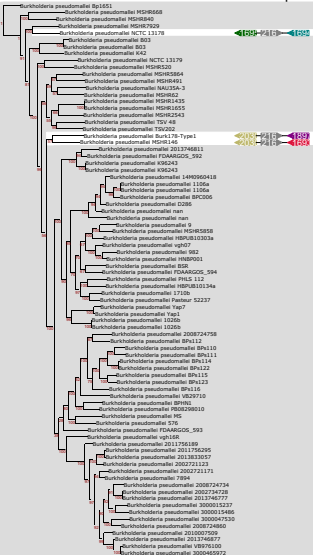 Burkholderia pseudomallei Bp1651
Burkholderia pseudomallei MSHR668
Burkholderia pseudomallei MSHR840
Burkholderia pseudomallei MSHR7929
Burkholderia pseudomallei NCTC 13178
Burkholderia pseudomallei B03
Burkholderia pseudomallei B03
Burkholderia pseudomallei K42
Burkholderia pseudomallei NCTC 13179
Burkholderia pseudomallei MSHR520
Burkholderia pseudomallei MSHR5864
Burkholderia pseudomallei MSHR491
Burkholderia pseudomallei NAU35A-3
Burkholderia pseudomallei MSHR62
Burkholderia pseudomallei MSHR1435
Burkholderia pseudomallei MSHR1655
Burkholderia pseudomallei MSHR2543
Burkholderia pseudomallei TSV 48
Burkholderia pseudomallei TSV202
Burkholderia pseudomallei Burk178-Type1
Burkholderia pseudomallei MSHR146
Burkholderia pseudomallei 2013746811
Burkholderia pseudomallei FDAARGOS_592
Burkholderia pseudomallei K96243
Burkholderia pseudomallei K96243
Burkholderia pseudomallei 14M0960418
Burkholderia pseudomallei 1106a
Burkholderia pseudomallei 1106a
Burkholderia pseudomallei BPC006
Burkholderia pseudomallei D286
Burkholderia pseudomallei nan
Burkholderia pseudomallei nan
Burkholderia pseudomallei 9
Burkholderia pseudomallei MSHR5858
Burkholderia pseudomallei HBPUB10303a
Burkholderia pseudomallei vgh07
Burkholderia pseudomallei 982
Burkholderia pseudomallei HNBP001
Burkholderia pseudomallei BSR
Burkholderia pseudomallei FDAARGOS_594
Burkholderia pseudomallei PHLS 112
Burkholderia pseudomallei HBPUB10134a
Burkholderia pseudomallei 1710b
Burkholderia pseudomallei Pasteur 52237
Burkholderia pseudomallei Yap7
Burkholderia pseudomallei Yap1
Burkholderia pseudomallei 1026b
Burkholderia pseudomallei 1026b
Burkholderia pseudomallei 2008724758
Burkholderia pseudomallei BPs112
Burkholderia pseudomallei BPs110
Burkholderia pseudomallei BPs111
Burkholderia pseudomallei BPs114
Burkholderia pseudomallei BPs122
Burkholderia pseudomallei BPs115
Burkholderia pseudomallei BPs123
Burkholderia pseudomallei BPs116
Burkholderia pseudomallei VB29710
Burkholderia pseudomallei BPHN1
Burkholderia pseudomallei PB08298010
Burkholderia pseudomallei MS
Burkholderia pseudomallei 576
Burkholderia pseudomallei FDAARGOS_593
Burkholderia pseudomallei vgh16R
Burkholderia pseudomallei 2011756189
Burkholderia pseudomallei 2011756295
Burkholderia pseudomallei 2013833057
Burkholderia pseudomallei 2002721123
Burkholderia pseudomallei 2002721171
Burkholderia pseudomallei 7894
Burkholderia pseudomallei 2008724734
Burkholderia pseudomallei 2002734728
Burkholderia pseudomallei 2013746777
Burkholderia pseudomallei 3000015237
Burkholderia pseudomallei 3000015486
Burkholderia pseudomallei 3000047530
Burkholderia pseudomallei 2008724860
Burkholderia pseudomallei 2010007509
Burkholderia pseudomallei 2013746877
Burkholderia pseudomallei VB976100
Burkholderia pseudomallei 3000465972